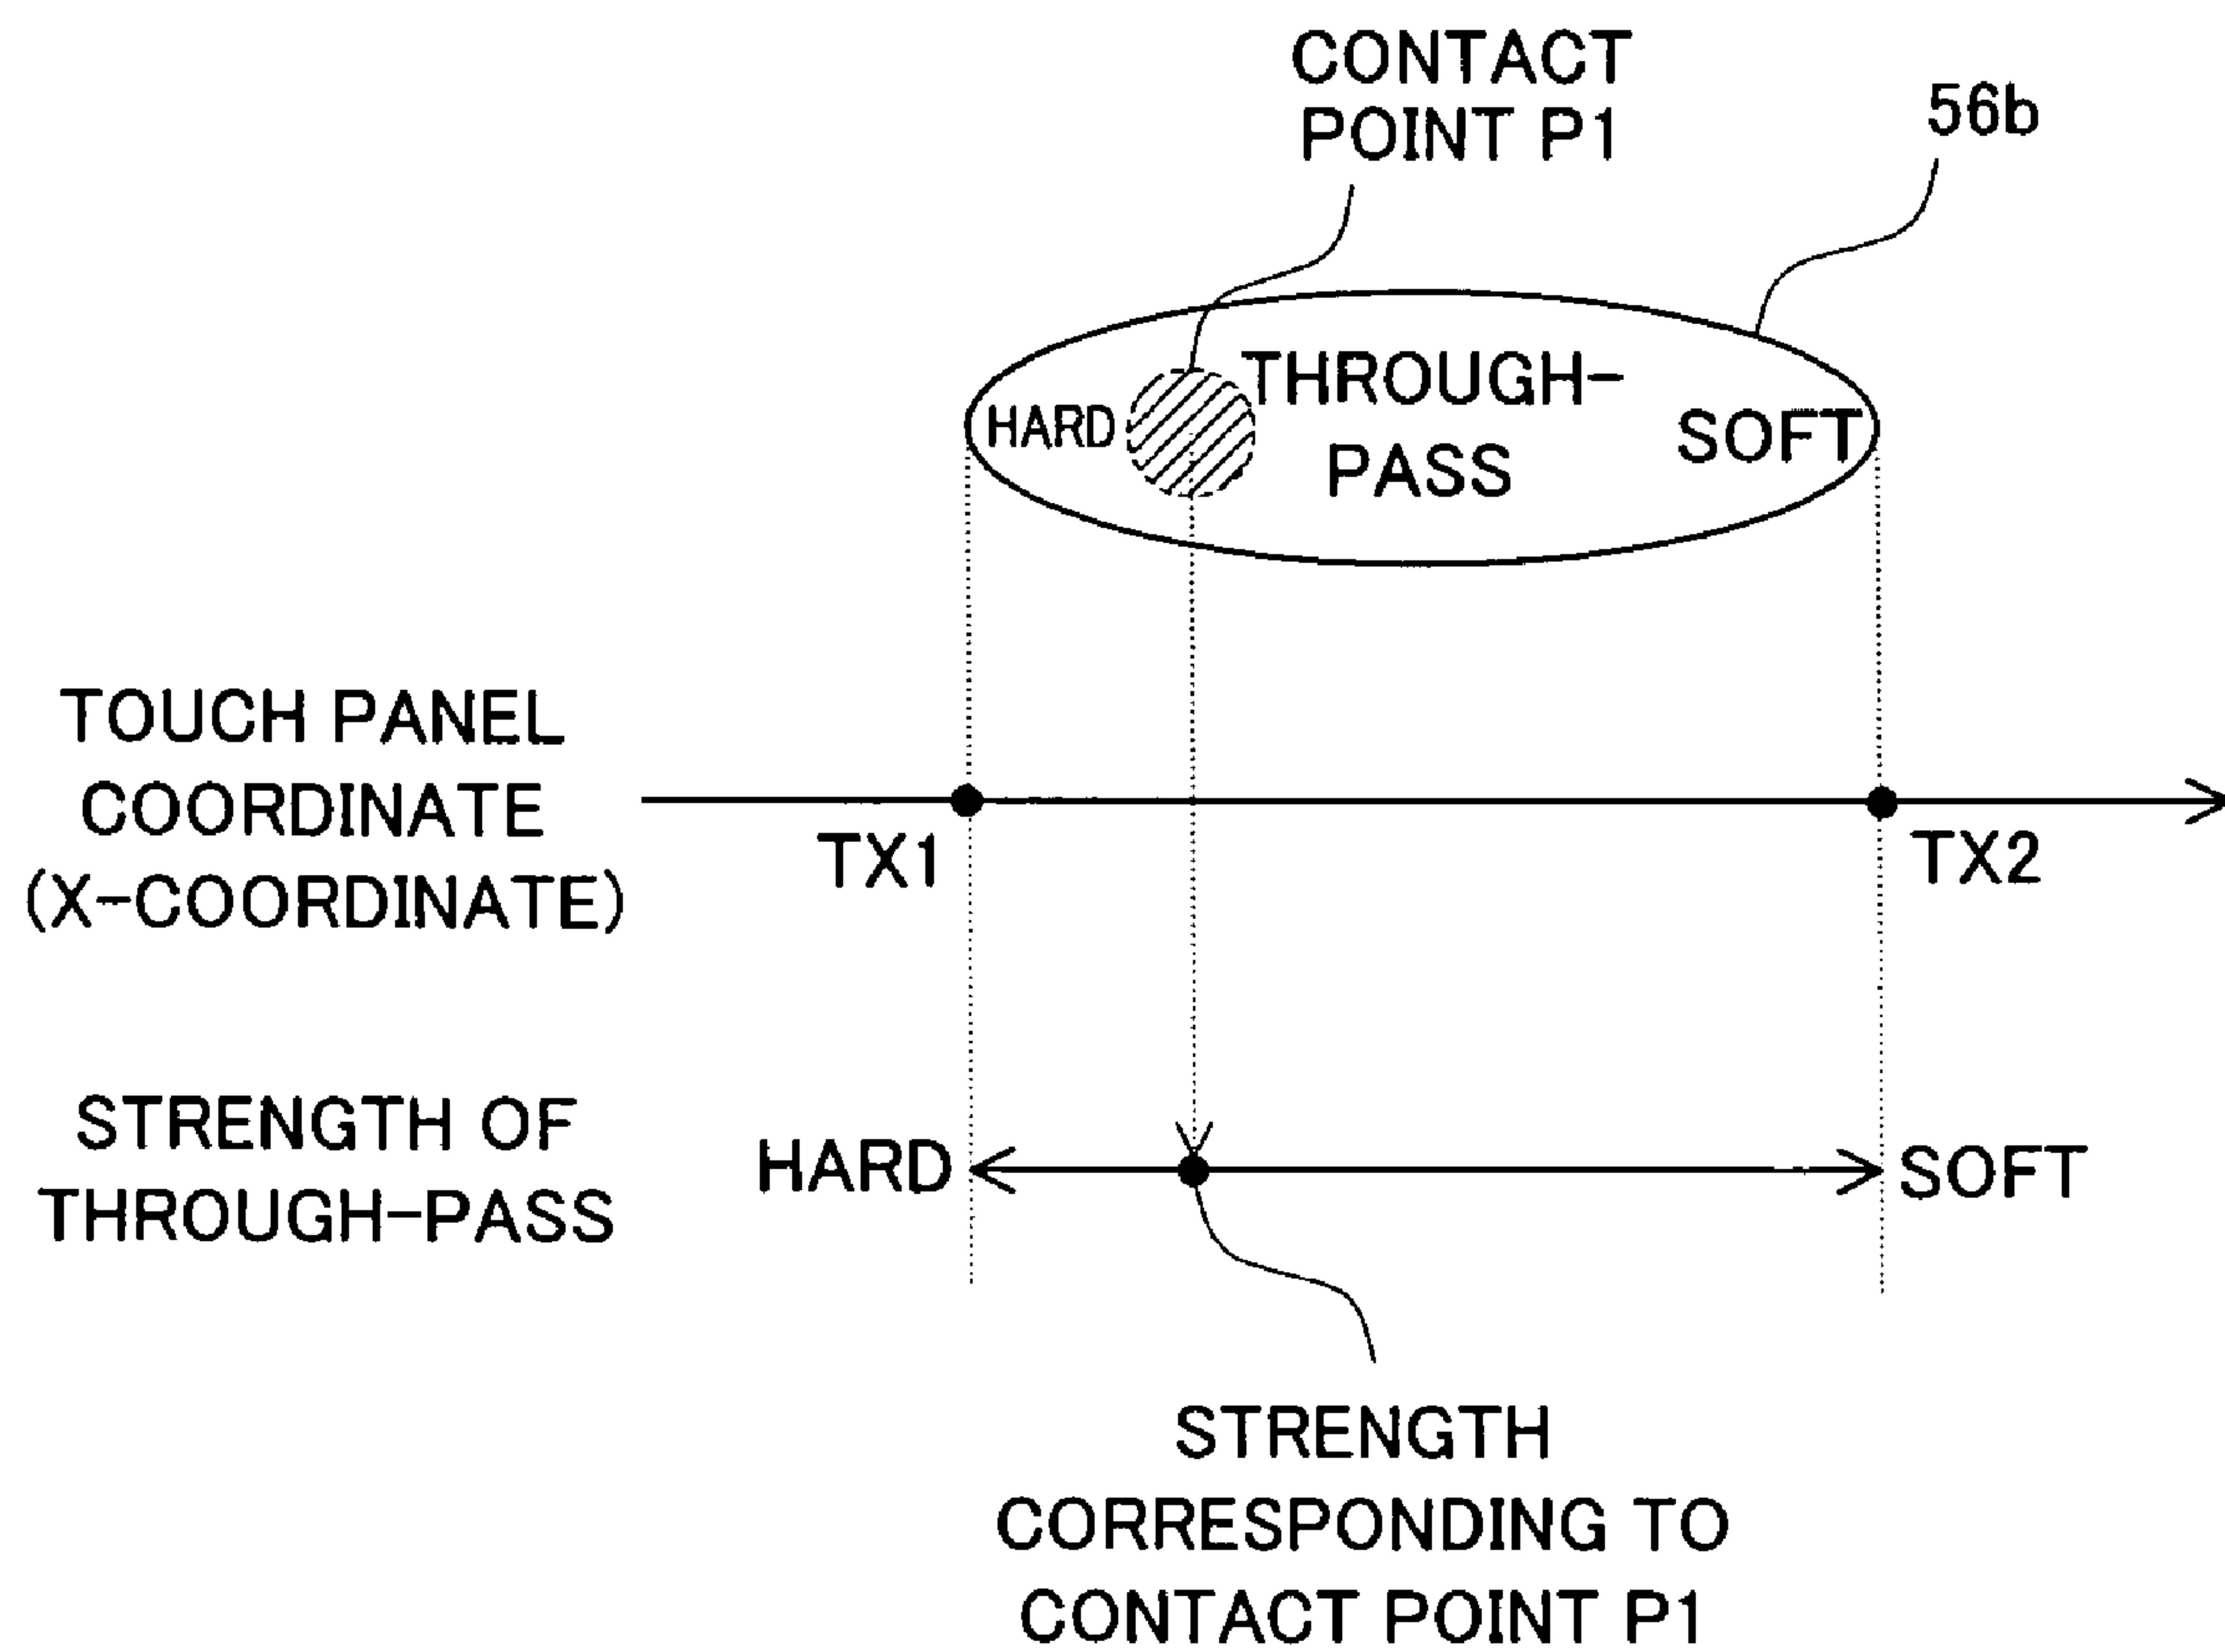 CONTACT
POINT P1
56b
HARD
THROUGH-
PASS
SOFT
TOUCH PANEL
COORDINATE
(X-COORDINATE)
TX1
TX2
STRENGTH OF
THROUGH-PASS
HARD
SOFT
STRENGTH
CORRESPONDING TO
CONTACT POINT P1